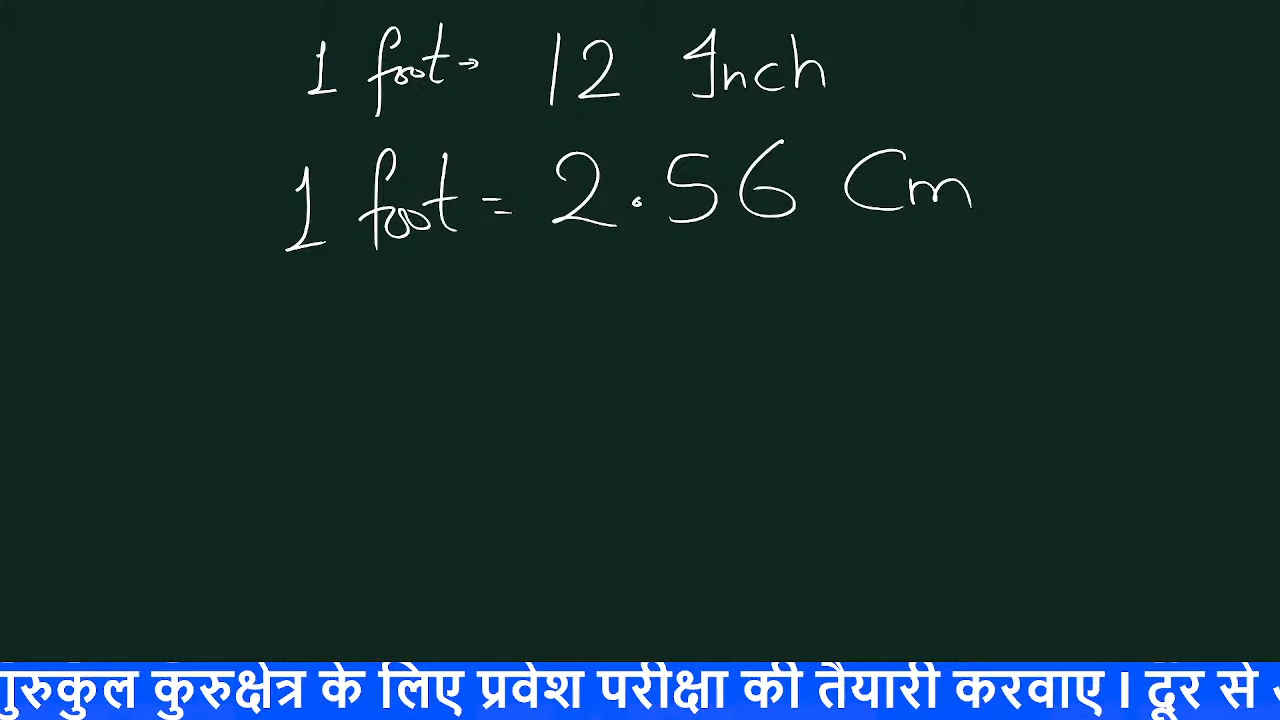 1 foot → 12 Inch
1 foot = 2.56 Cm
गुरुकुल कुरुक्षेत्र के लिए प्रवेश परीक्षा की तैयारी करवाए । दूर से